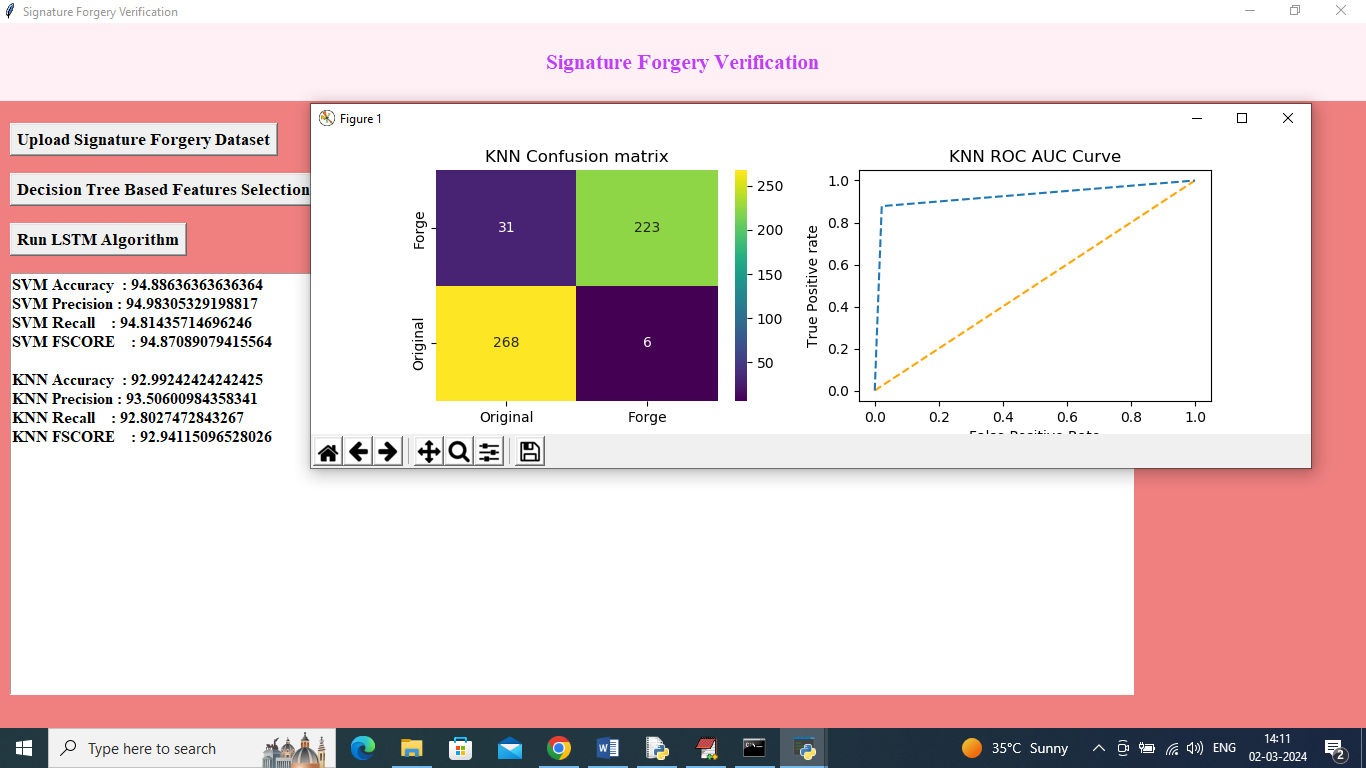 Signature Forgery Verification
Signature Forgery Verification
Upload Signature Forgery Dataset
Decision Tree Based Features Selection
Run LSTM Algorithm
SVM Accuracy : 94.88636363636364
SVM Precision : 94.98305329198817
SVM Recall : 94.81435714696246
SVM FSCORE : 94.87089079415564
KNN Accuracy : 92.99242424242425
KNN Precision : 93.50600984358341
KNN Recall : 92.8027472843267
KNN FSCORE : 92.94115096528026
Figure 1
KNN Confusion matrix
Forge
Original
31
223
268
6
Original
Forge
250
200
150
100
50
KNN ROC AUC Curve
True Positive rate
1.0
0.8
0.6
0.4
0.2
0.0
0.0
0.2
0.4
0.6
0.8
1.0
False Positive Rate
Type here to search
35°C Sunny
ENG
14:11
02-03-2024
2